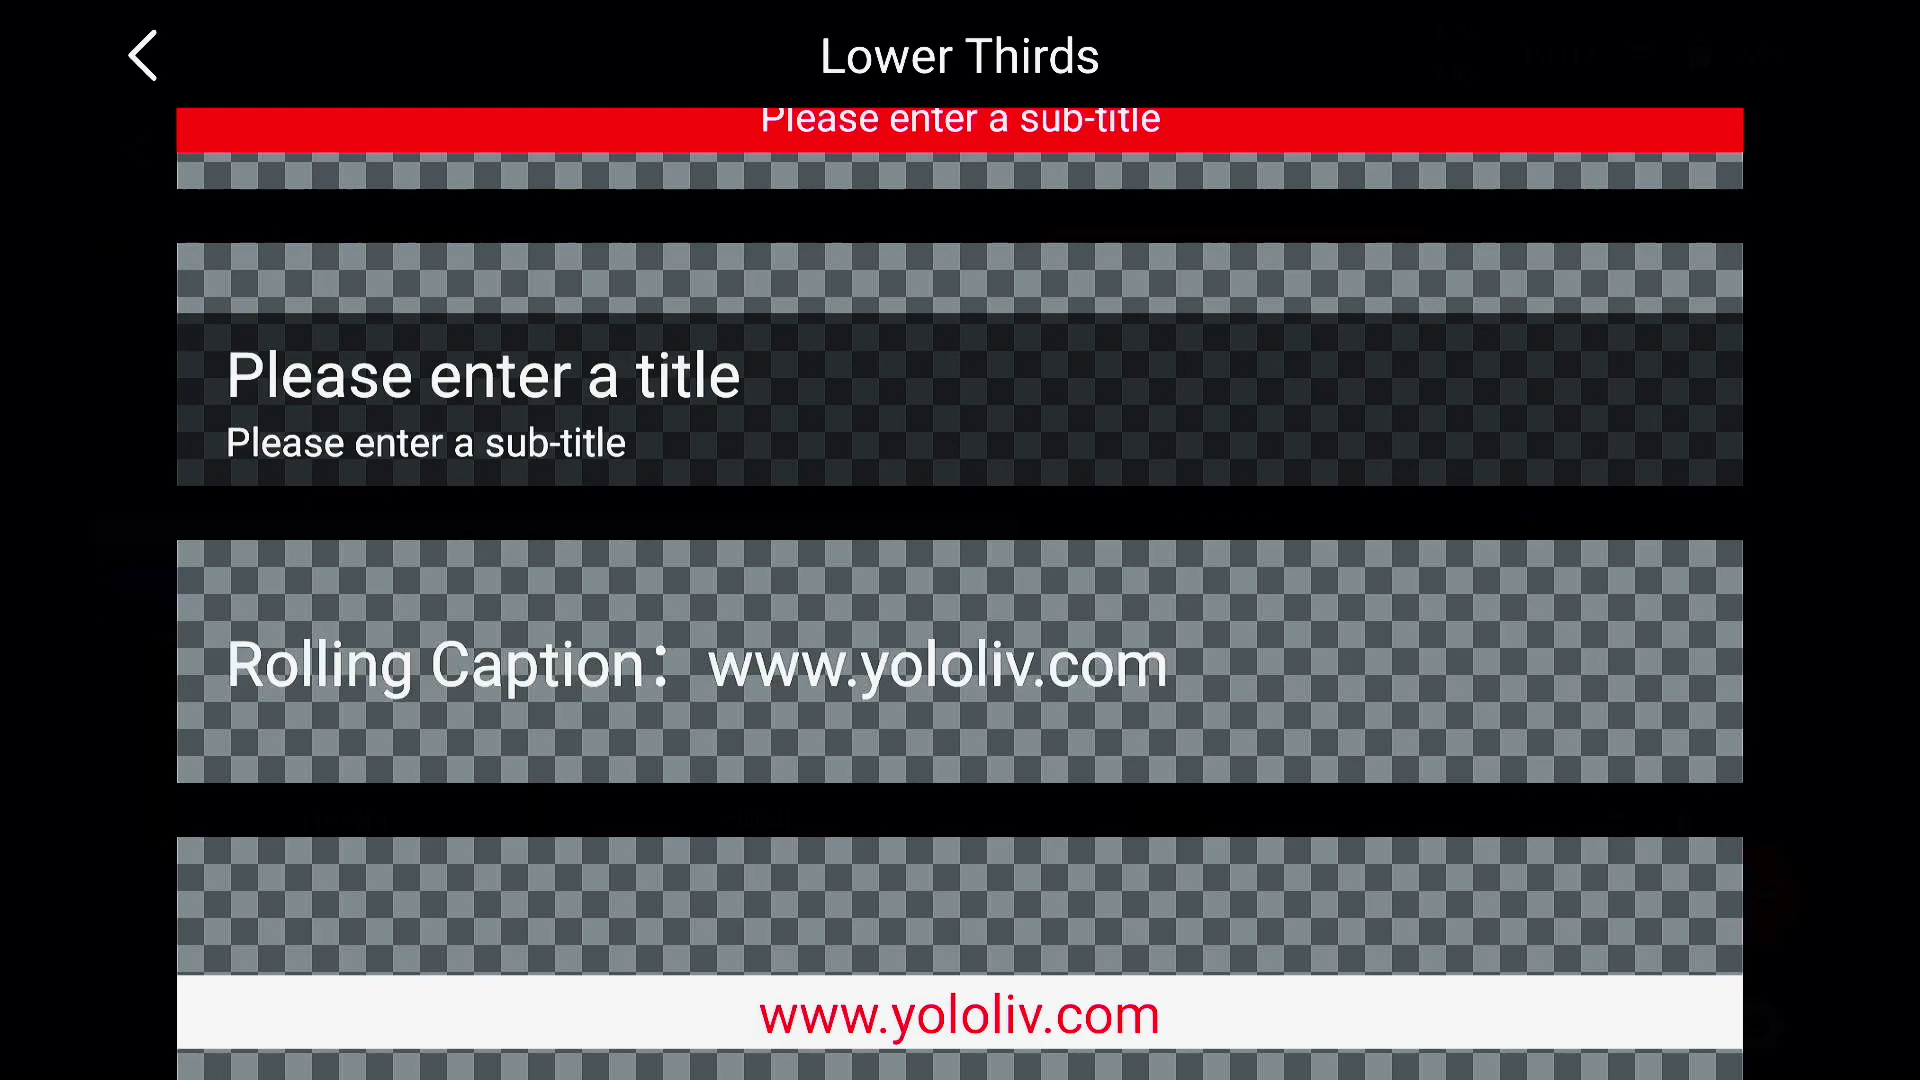 Lower Thirds
Please enter a sub-title
Please enter a title
Please enter a sub-title
Rolling Caption：www.yololiv.com
www.yololiv.com